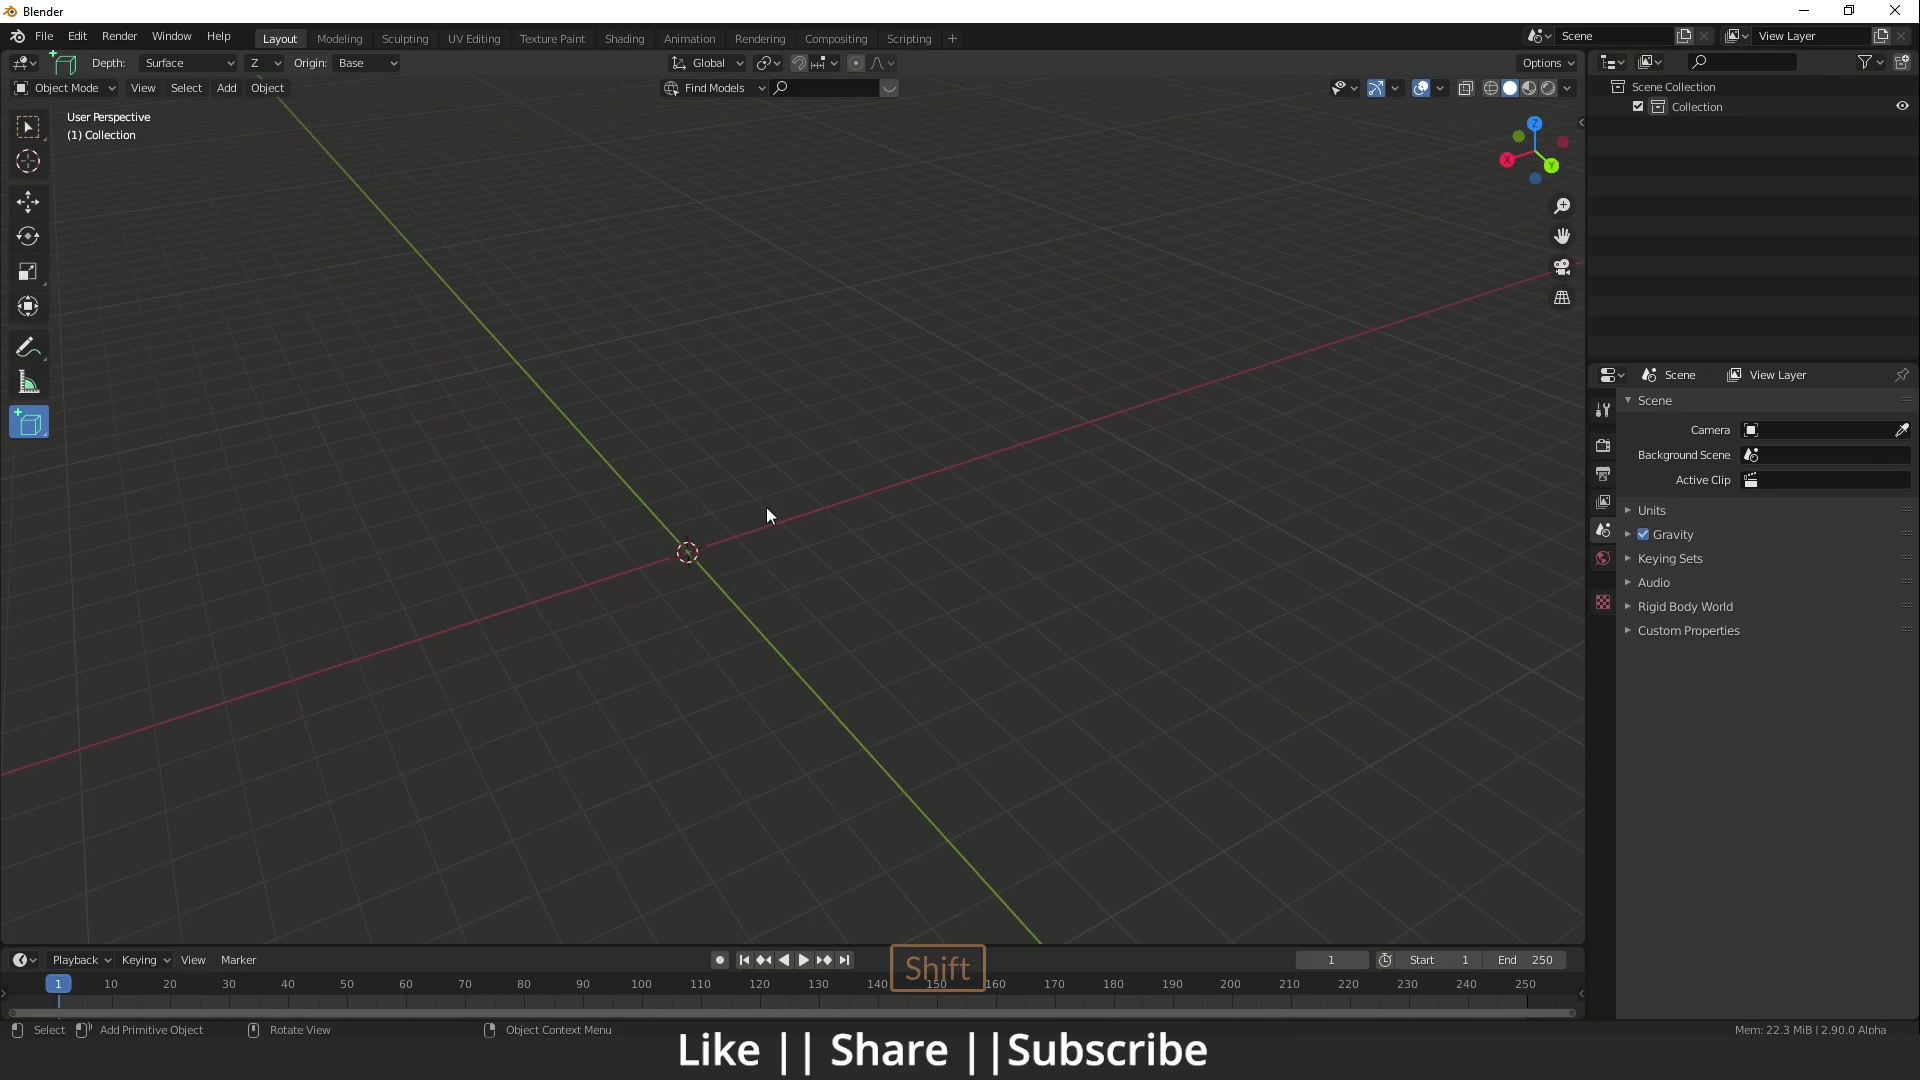 Blender
File Edit Render Window Help Layout Modeling Sculpting UV Editing Texture Paint Shading Animation Rendering Compositing Scripting + Scene View Layer
Depth: Surface Z Origin: Base Global Options
Object Mode View Select Add Object Find Models
User Perspective
(1) Collection
Z
X
Y
Scene Collection
Collection
Scene View Layer
Scene
Camera
Background Scene
Active Clip
Units
Gravity
Keying Sets
Audio
Rigid Body World
Custom Properties
Playback Keying View Marker 1 Start 1 End 250
Shift
1 10 20 30 40 50 60 70 80 90 100 110 120 130 140 150 160 170 180 190 200 210 220 230 240 250
Select Add Primitive Object Rotate View Object Context Menu Mem: 22.3 MiB | 2.90.0 Alpha
Like || Share ||Subscribe